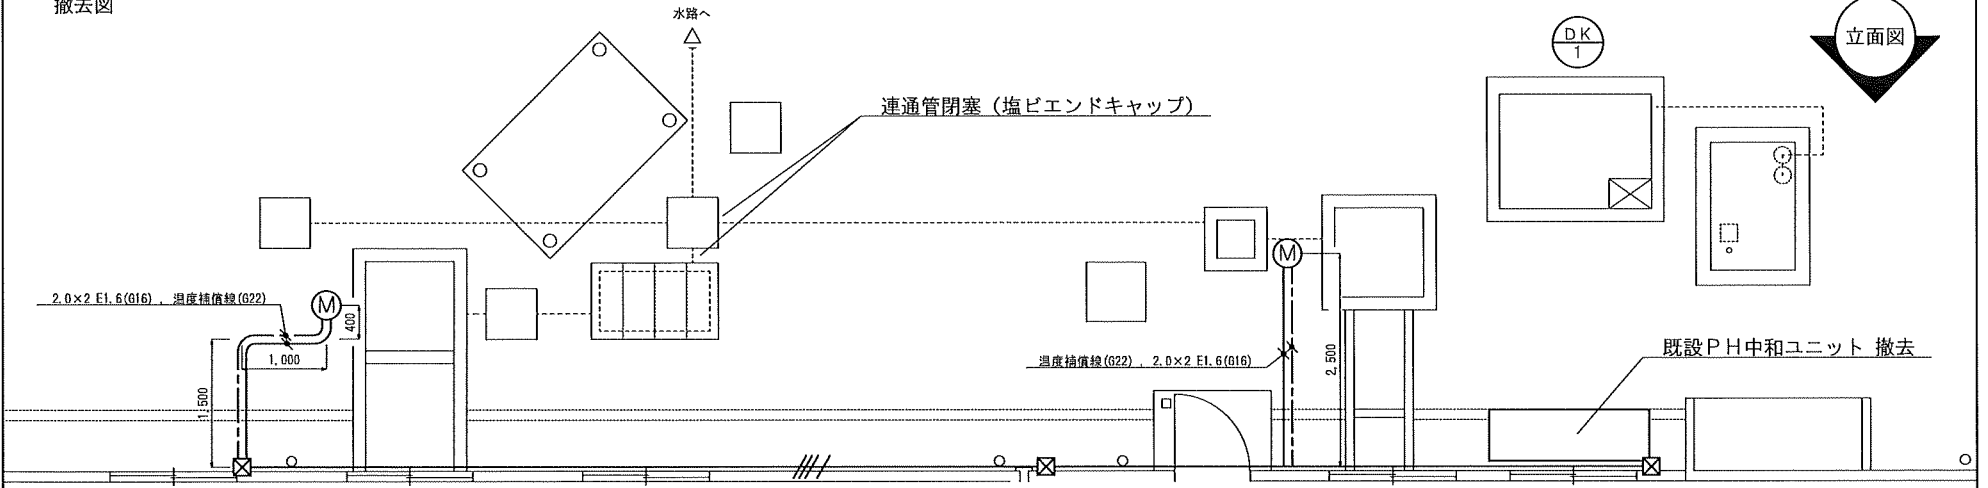 撤去図
水路へ
DK
1
立面図
連通管閉塞（塩ビエンドキャップ）
2.0×2 E1.6(G16) , 温度補償線(G22)
M
400
1,000
1,500
M
温度補償線(G22) , 2.0×2 E1.6(G16)
2,500
既設PH中和ユニット 撤去